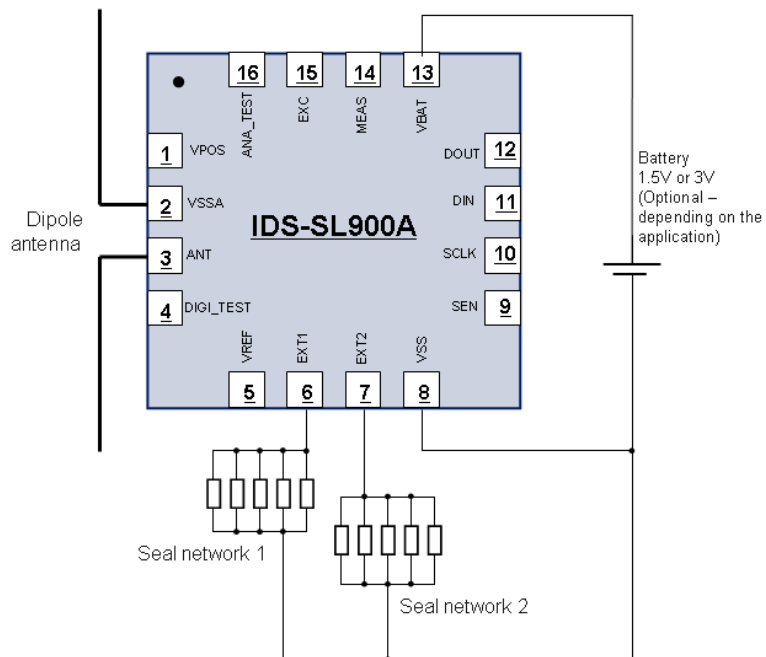 16 15 14 13
ANA_TEST EXC MEAS VBAT
1 VPOS
2 VSSA
3 ANT
4 DIGI_TEST
Dipole
antenna
IDS-SL900A
DOUT 12
DIN 11
SCLK 10
SEN 9
Battery
1.5V or 3V
(Optional –
depending on the
application)
VREF EXT1 EXT2 VSS
5 6 7 8
Seal network 1
Seal network 2